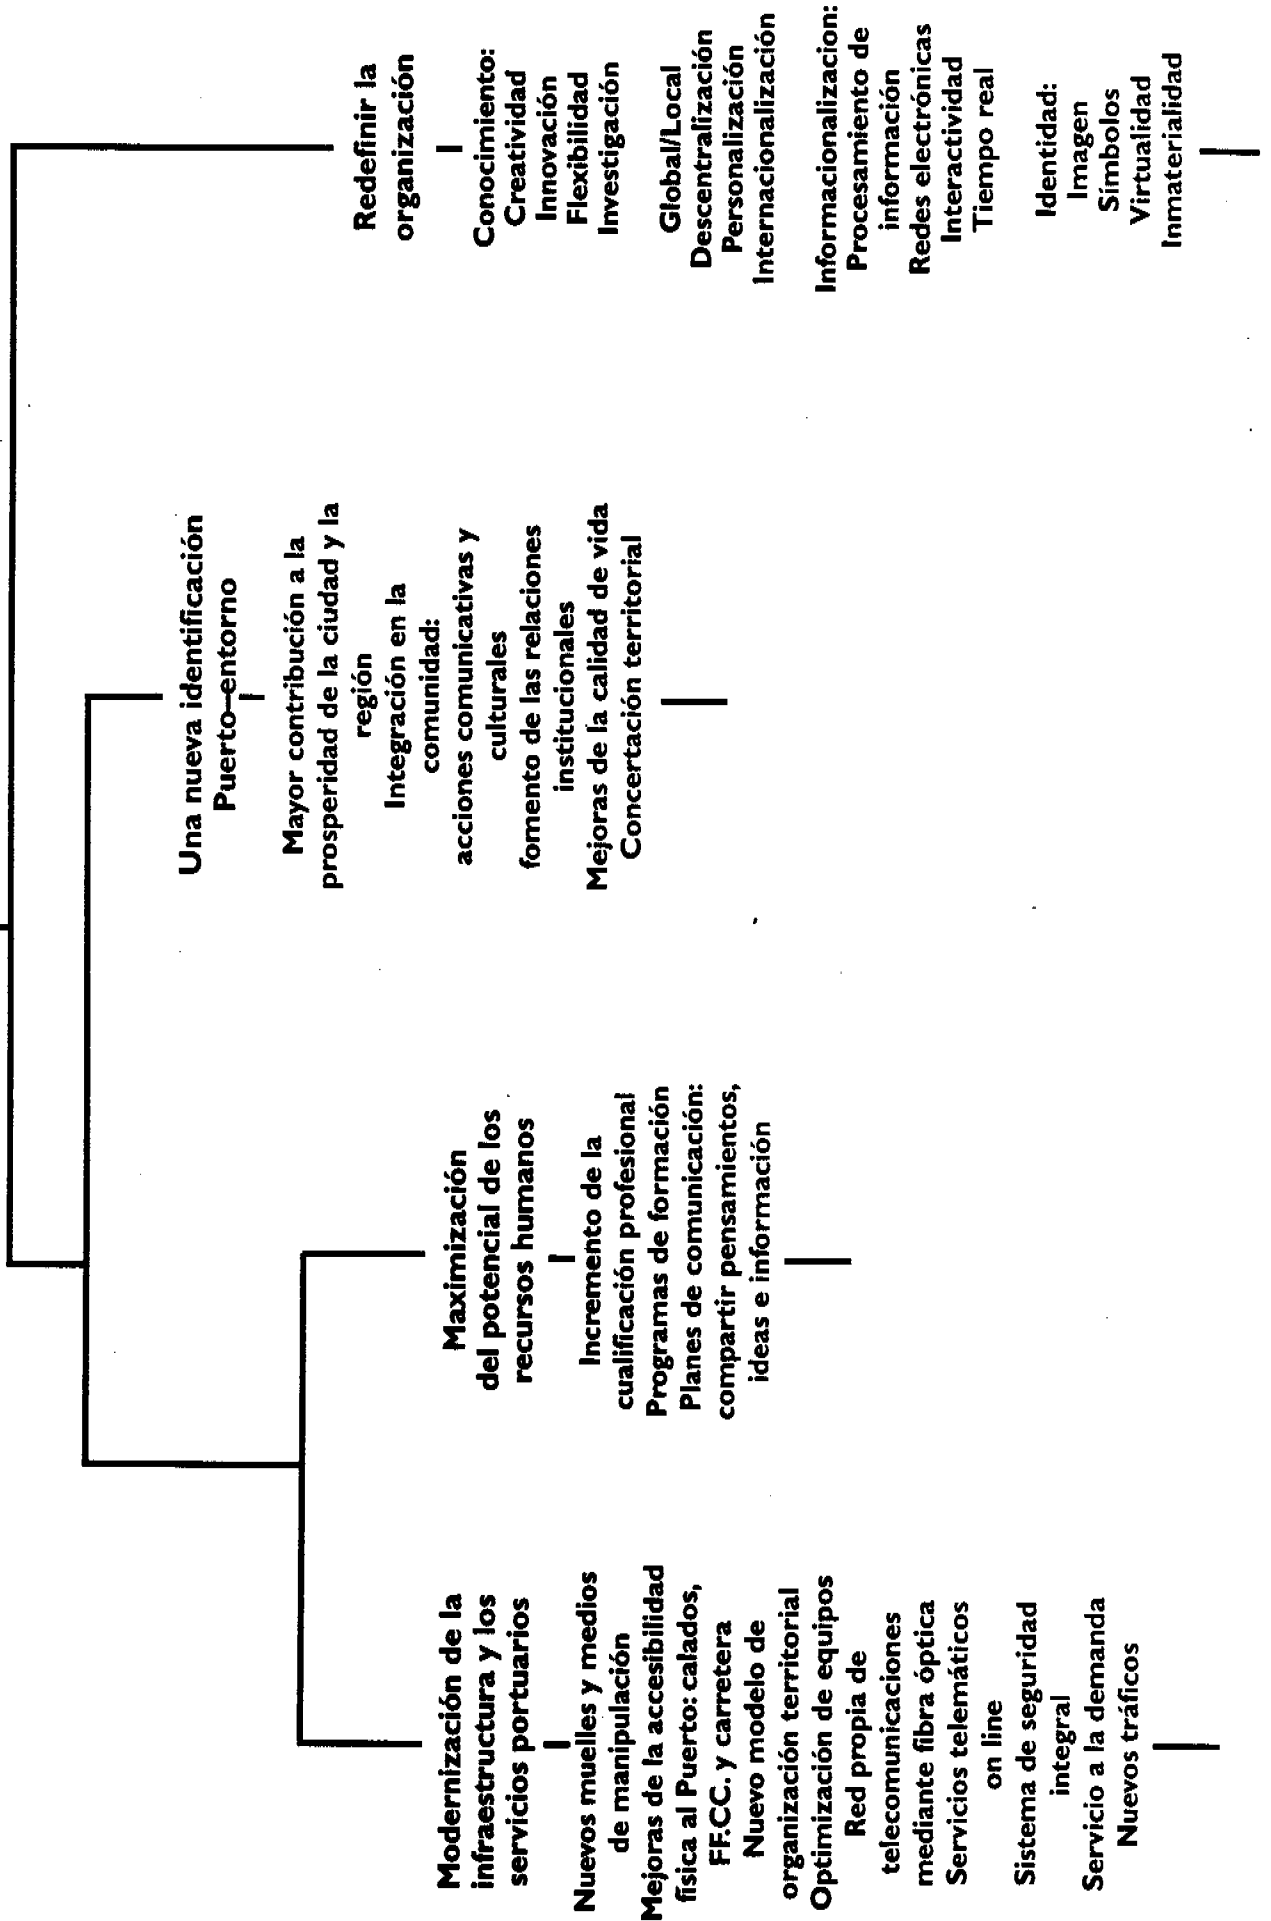 Modernización de la
infraestructura y los
servicios portuarios
Nuevos muelles y medios
de manipulación
Mejoras de la accesibilidad
física al Puerto: calados,
FF.CC. y carretera
Nuevo modelo de
organización territorial
Optimización de equipos
Red propia de
telecomunicaciones
mediante fibra óptica
Servicios telemáticos
on line
Sistema de seguridad
integral
Servicio a la demanda
Nuevos tráficos
Maximización
del potencial de los
recursos humanos
Incremento de la
cualificación profesional
Programas de formación
Planes de comunicación:
compartir pensamientos,
ideas e información
Una nueva identificación
Puerto–entorno
Mayor contribución a la
prosperidad de la ciudad y la
región
Integración en la
comunidad:
acciones comunicativas y
culturales
fomento de las relaciones
institucionales
Mejoras de la calidad de vida
Concertación territorial
Redefinir la
organización
Conocimiento:
Creatividad
Innovación
Flexibilidad
Investigación
Global/Local
Descentralización
Personalización
Internacionalización
Informacionalizacion:
Procesamiento de
información
Redes electrónicas
Interactividad
Tiempo real
Identidad:
Imagen
Símbolos
Virtualidad
Inmaterialidad